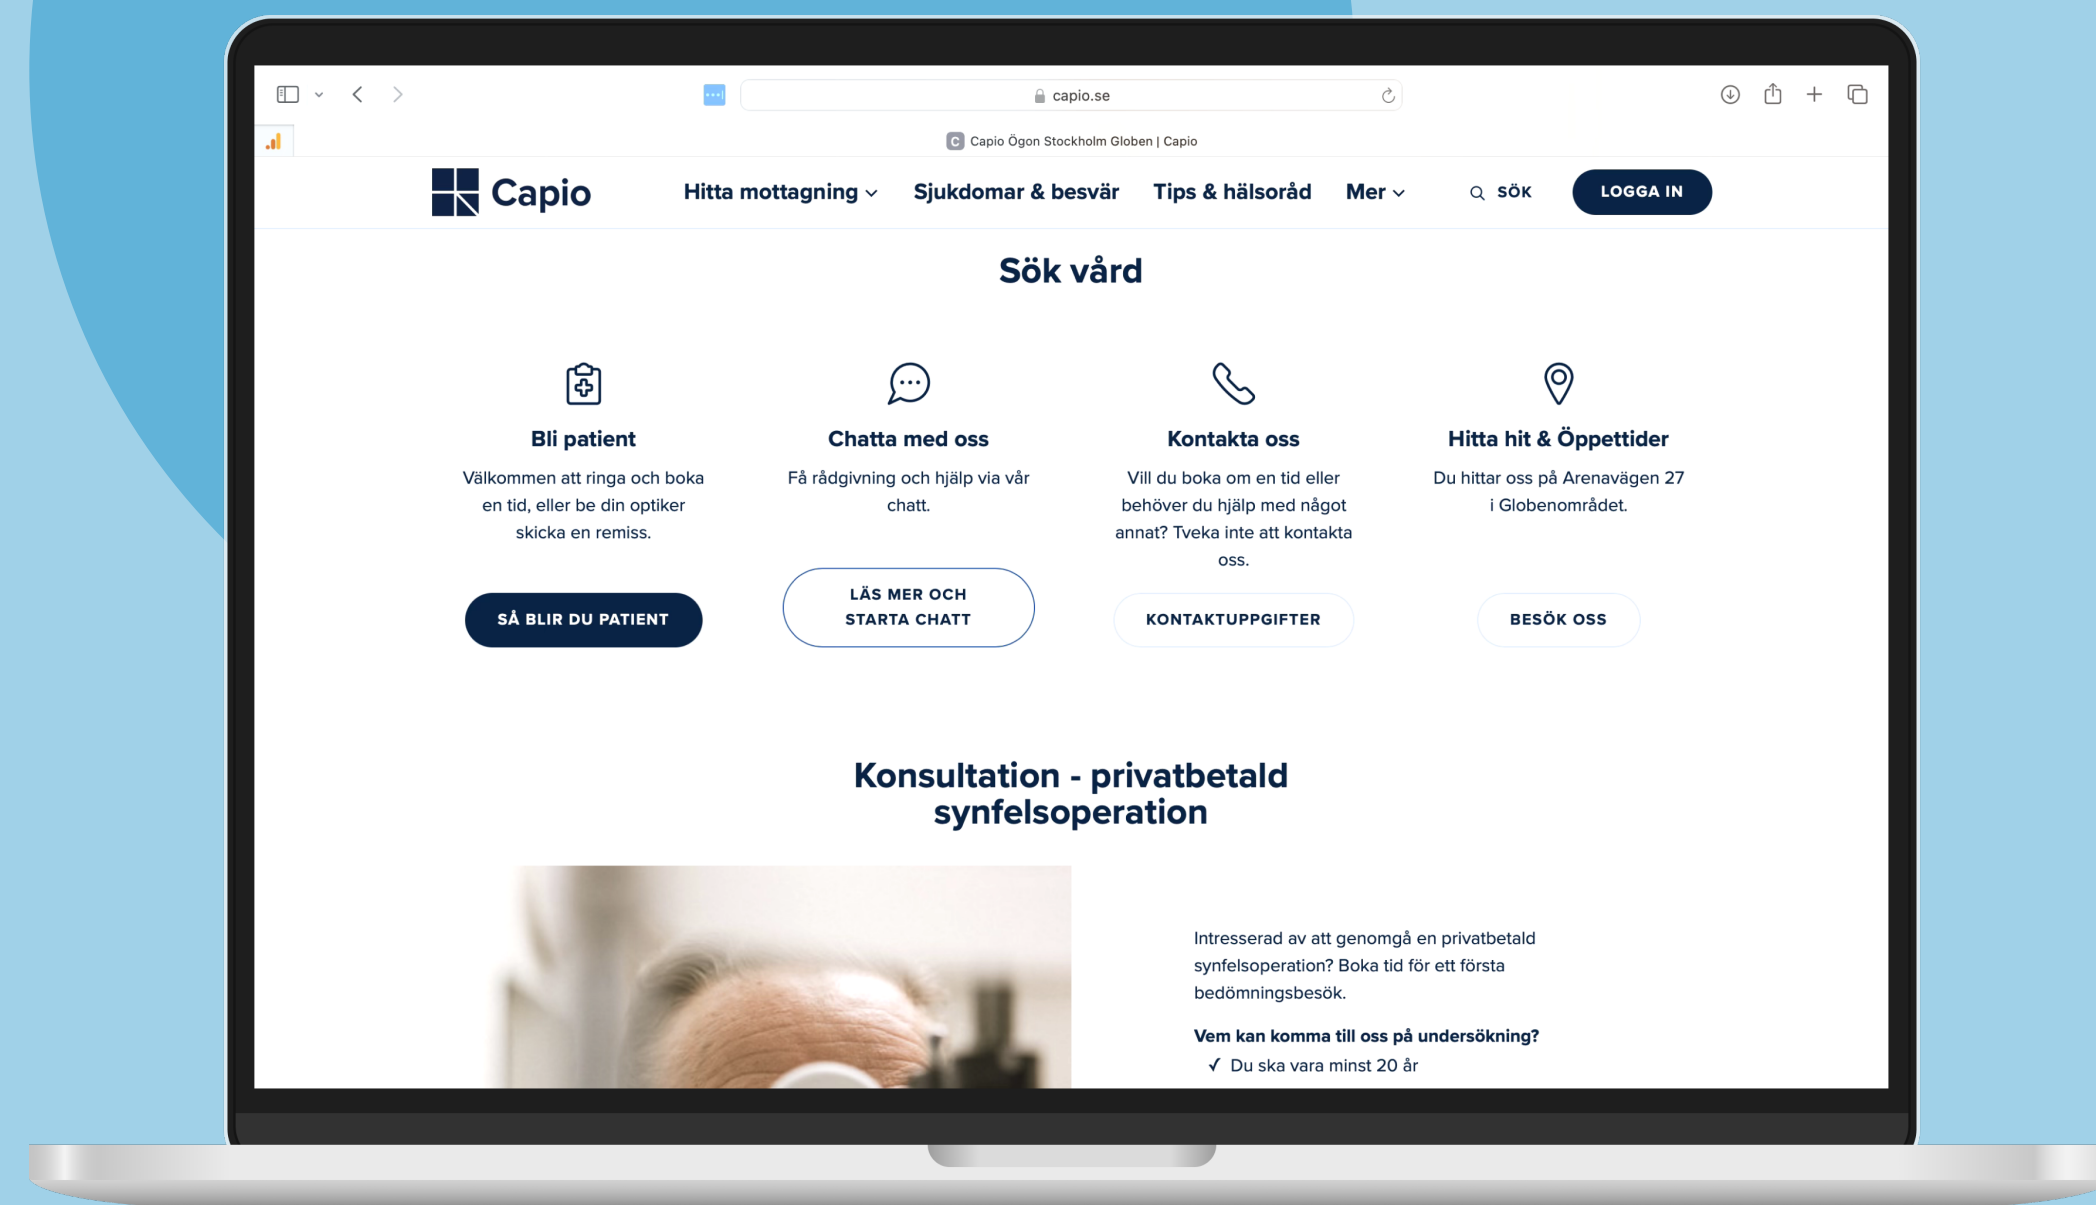 capio.se
C Capio Ögon Stockholm Globen | Capio
Capio
Hitta mottagning
Sjukdomar & besvär
Tips & hälsoråd
Mer
SÖK
LOGGA IN
Sök vård
Bli patient
Välkommen att ringa och boka
en tid, eller be din optiker
skicka en remiss.
SÅ BLIR DU PATIENT
Chatta med oss
Få rådgivning och hjälp via vår
chatt.
LÄS MER OCH
STARTA CHATT
Kontakta oss
Vill du boka om en tid eller
behöver du hjälp med något
annat? Tveka inte att kontakta
oss.
KONTAKTUPPGIFTER
Hitta hit & Öppettider
Du hittar oss på Arenavägen 27
i Globenområdet.
BESÖK OSS
Konsultation - privatbetald
synfelsoperation
Intresserad av att genomgå en privatbetald
synfelsoperation? Boka tid för ett första
bedömningsbesök.
Vem kan komma till oss på undersökning?
✓ Du ska vara minst 20 år